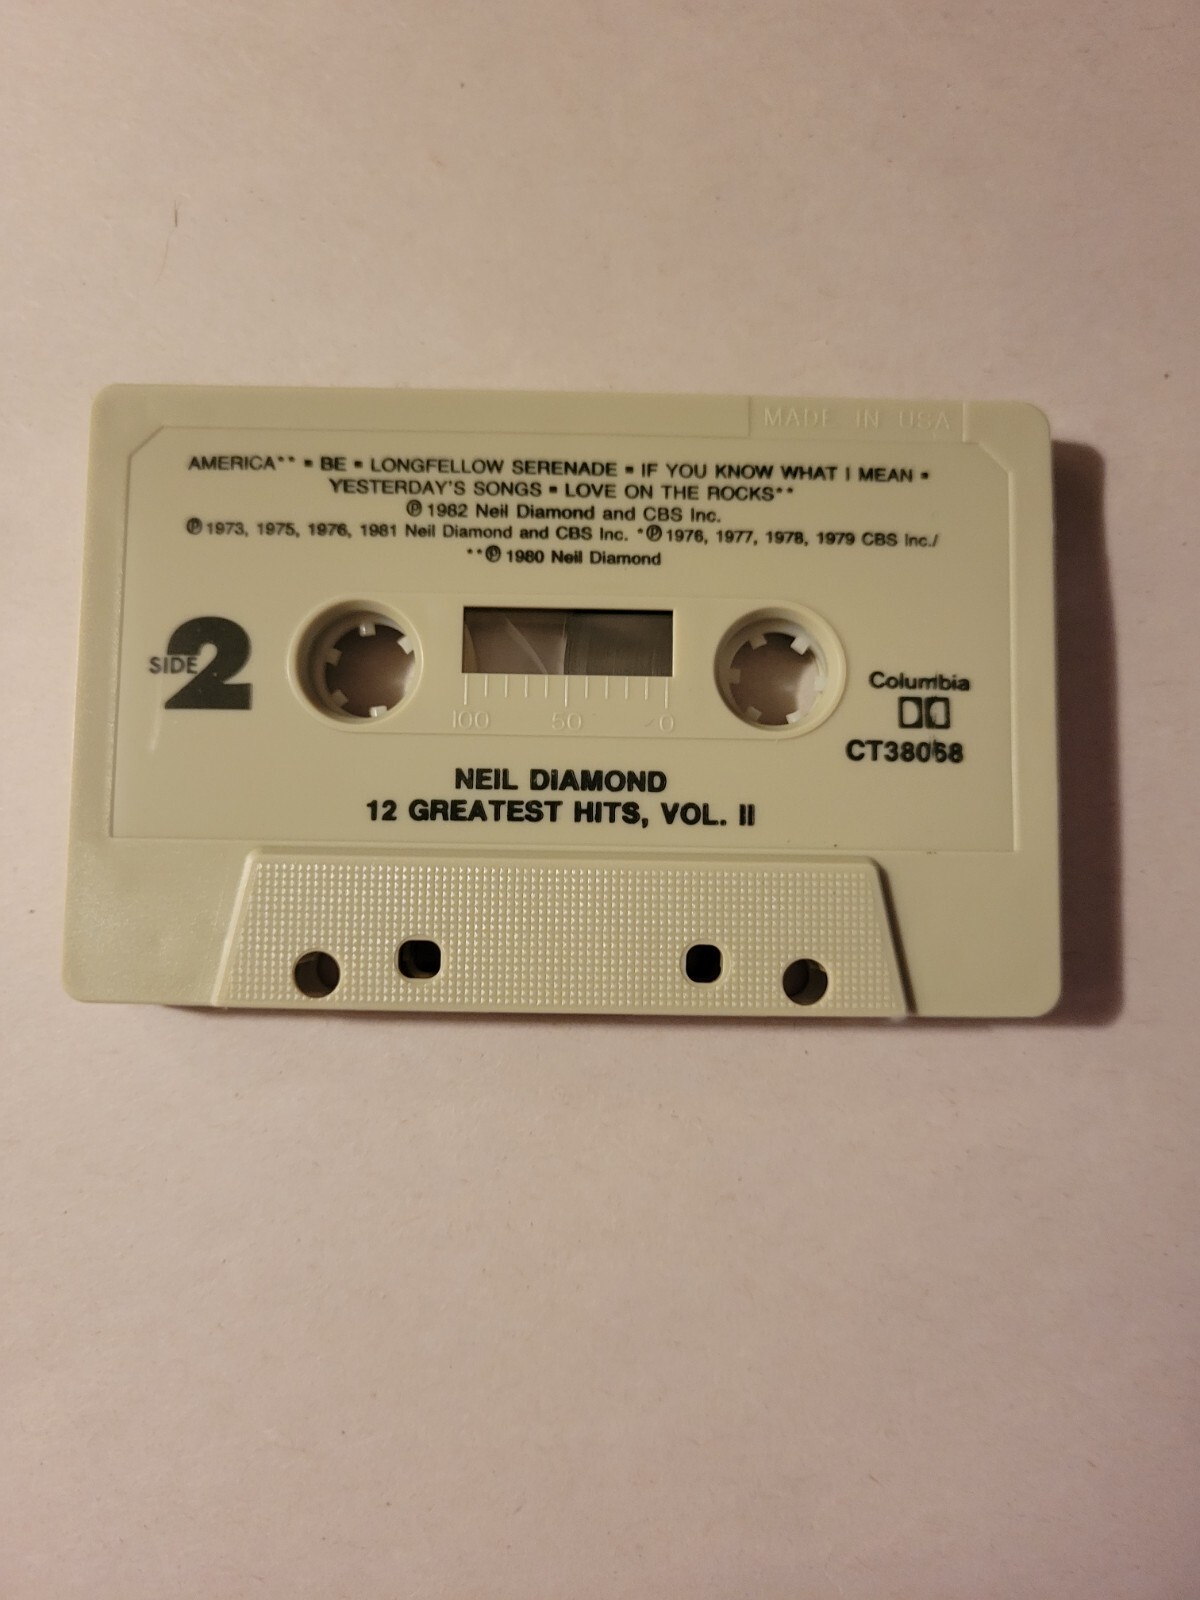 MADE IN USA
AMERICA** ▪ BE ▪ LONGFELLOW SERENADE ▪ IF YOU KNOW WHAT I MEAN ▪
YESTERDAY'S SONGS ▪ LOVE ON THE ROCKS**
℗ 1982 Neil Diamond and CBS Inc.
℗ 1973, 1975, 1976, 1981 Neil Diamond and CBS Inc. *℗ 1976, 1977, 1978, 1979 CBS Inc./
**℗ 1980 Neil Diamond
SIDE 2
100 50 0
Columbia
CT38068
NEIL DIAMOND
12 GREATEST HITS, VOL. II